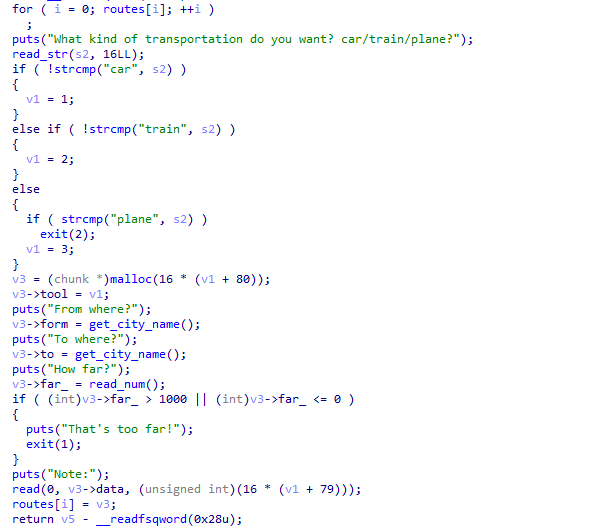 for ( i = 0; routes[i]; ++i )
;
puts("What kind of transportation do you want? car/train/plane?");
read_str(s2, 16LL);
if ( !strcmp("car", s2) )
{
v1 = 1;
}
else if ( !strcmp("train", s2) )
{
v1 = 2;
}
else
{
if ( strcmp("plane", s2) )
exit(2);
v1 = 3;
}
v3 = (chunk *)malloc(16 * (v1 + 80));
v3->tool = v1;
puts("From where?");
v3->form = get_city_name();
puts("To where?");
v3->to = get_city_name();
puts("How far?");
v3->far_ = read_num();
if ( (int)v3->far_ > 1000 || (int)v3->far_ <= 0 )
{
puts("That's too far!");
exit(1);
}
puts("Note:");
read(0, v3->data, (unsigned int)(16 * (v1 + 79)));
routes[i] = v3;
return v5 - __readfsqword(0x28u);